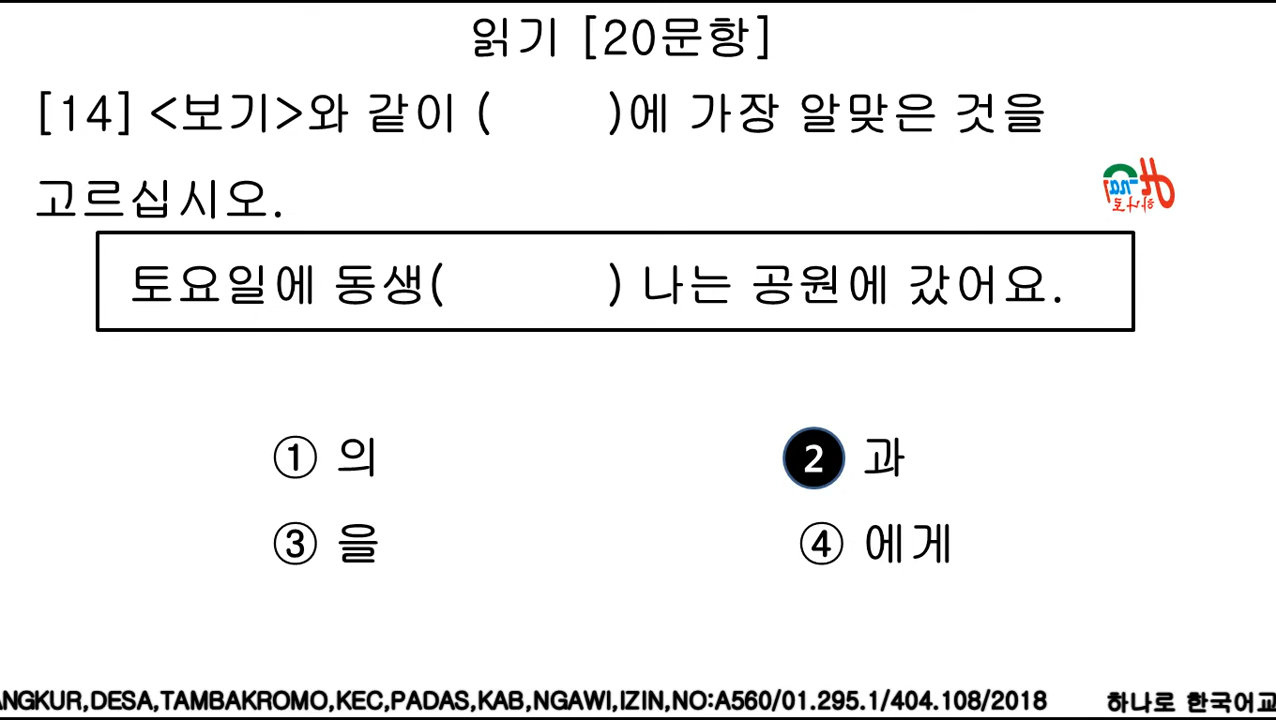 읽기 [20문항]
[14] <보기>와 같이 (        )에 가장 알맞은 것을
고르십시오.
토요일에 동생(        ) 나는 공원에 갔어요.
① 의
❷ 과
③ 을
④ 에게
ANGKUR,DESA,TAMBAKROMO,KEC,PADAS,KAB,NGAWI,IZIN,NO:A560/01.295.1/404.108/2018 하나로 한국어교